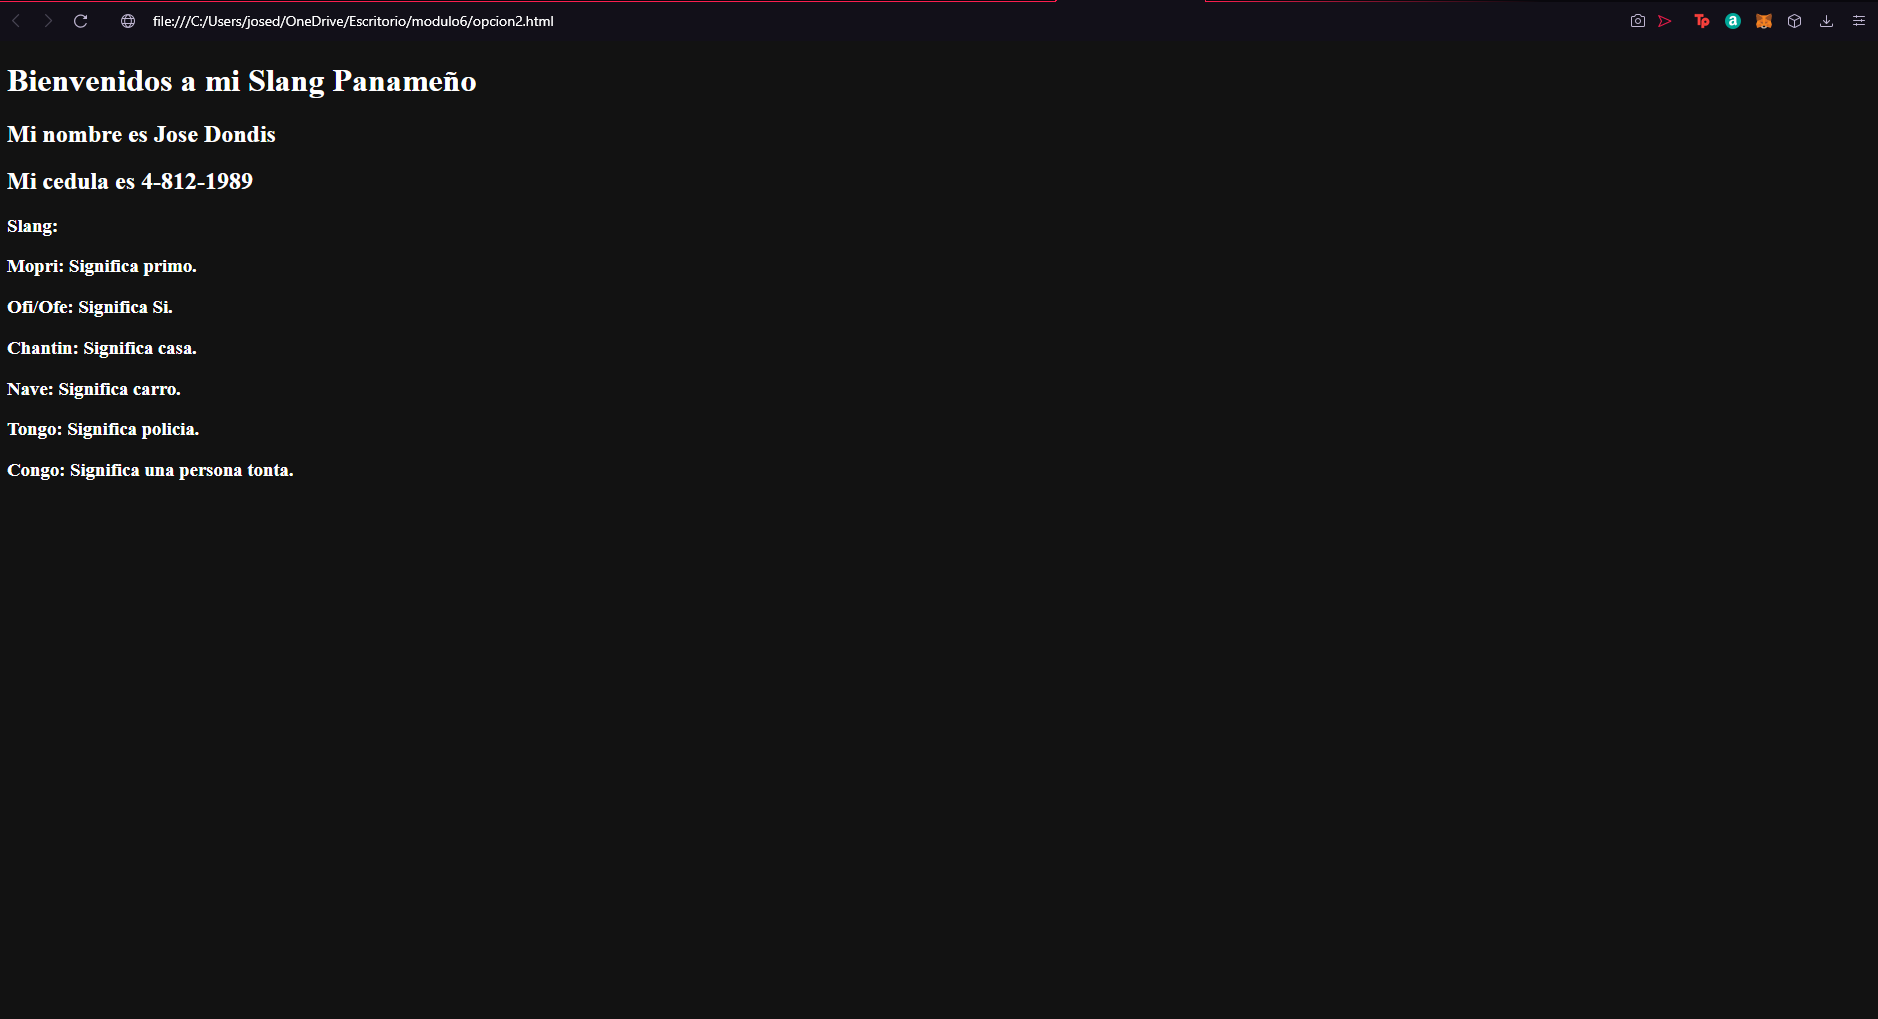 file:///C:/Users/josed/OneDrive/Escritorio/modulo6/opcion2.html
Tp
a
Bienvenidos a mi Slang Panameño
Mi nombre es Jose Dondis
Mi cedula es 4-812-1989
Slang:
Mopri: Significa primo.
Ofi/Ofe: Significa Si.
Chantin: Significa casa.
Nave: Significa carro.
Tongo: Significa policia.
Congo: Significa una persona tonta.